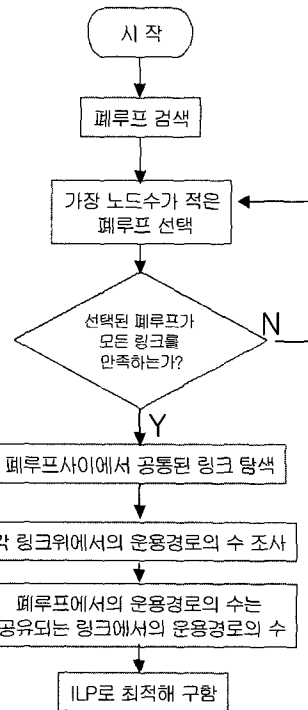 시 작
폐루프 검색
가장 노드수가 적은
폐루프 선택
선택된 폐루프가
모든 링크를
만족하는가?
N
Y
폐루프사이에서 공통된 링크 탐색
각 링크위에서의 운용경로의 수 조사
폐루프에서의 운용경로의 수는
공유되는 링크에서의 운용경로의 수
ILP로 최적해 구함